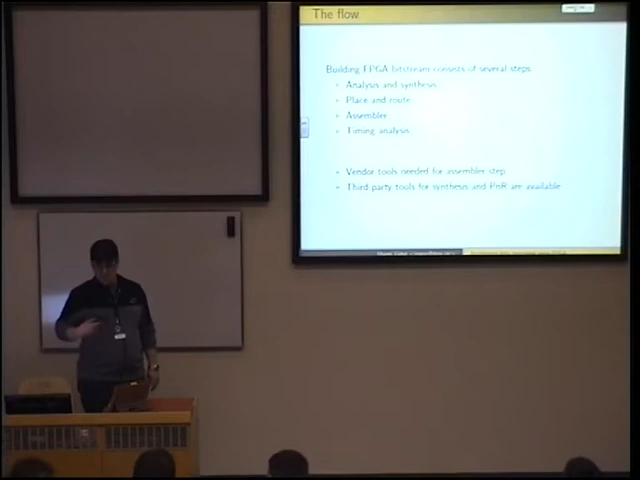 The flow
Building FPGA bitstream consists of several steps
Analysis and synthesis
Place and route
Assembler
Timing analysis
Vendor tools needed for assembler step
Third party tools for synthesis and PnR are available